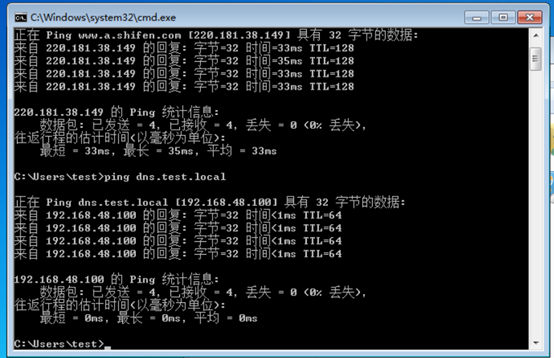 C:\Windows\system32\cmd.exe
正在 Ping www.a.shifen.com [220.181.38.149] 具有 32 字节的数据:
来自 220.181.38.149 的回复: 字节=32 时间=33ms TTL=128
来自 220.181.38.149 的回复: 字节=32 时间=35ms TTL=128
来自 220.181.38.149 的回复: 字节=32 时间=33ms TTL=128
来自 220.181.38.149 的回复: 字节=32 时间=33ms TTL=128
220.181.38.149 的 Ping 统计信息:
数据包: 已发送 = 4, 已接收 = 4, 丢失 = 0 (0% 丢失),
往返行程的估计时间(以毫秒为单位):
最短 = 33ms, 最长 = 35ms, 平均 = 33ms
C:\Users\test>ping dns.test.local
正在 Ping dns.test.local [192.168.48.100] 具有 32 字节的数据:
来自 192.168.48.100 的回复: 字节=32 时间<1ms TTL=64
来自 192.168.48.100 的回复: 字节=32 时间<1ms TTL=64
来自 192.168.48.100 的回复: 字节=32 时间<1ms TTL=64
来自 192.168.48.100 的回复: 字节=32 时间<1ms TTL=64
192.168.48.100 的 Ping 统计信息:
数据包: 已发送 = 4, 已接收 = 4, 丢失 = 0 (0% 丢失),
往返行程的估计时间(以毫秒为单位):
最短 = 0ms, 最长 = 0ms, 平均 = 0ms
C:\Users\test>